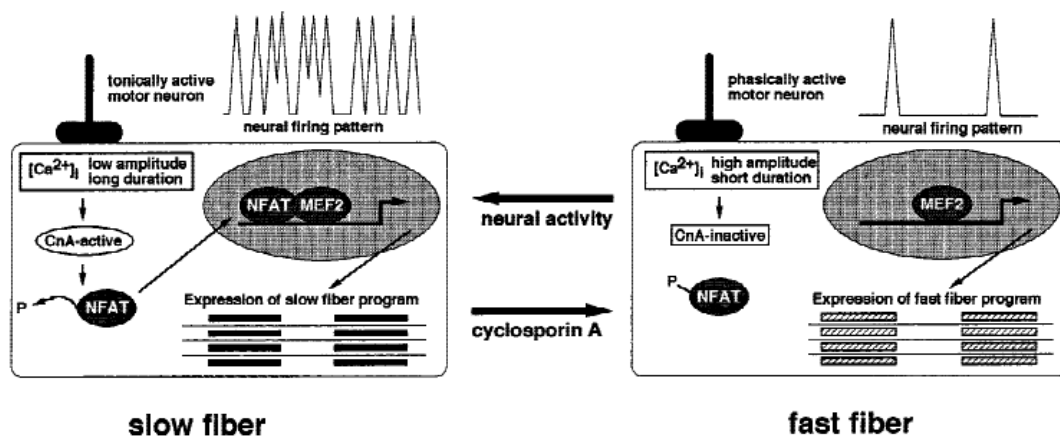 tonically active
motor neuron
neural firing pattern
[Ca2+]i low amplitude
long duration
CnA-active
P
NFAT
NFAT MEF2
Expression of slow fiber program
slow fiber
neural activity
cyclosporin A
phasically active
motor neuron
neural firing pattern
[Ca2+]i high amplitude
short duration
CnA-inactive
P
NFAT
MEF2
Expression of fast fiber program
fast fiber